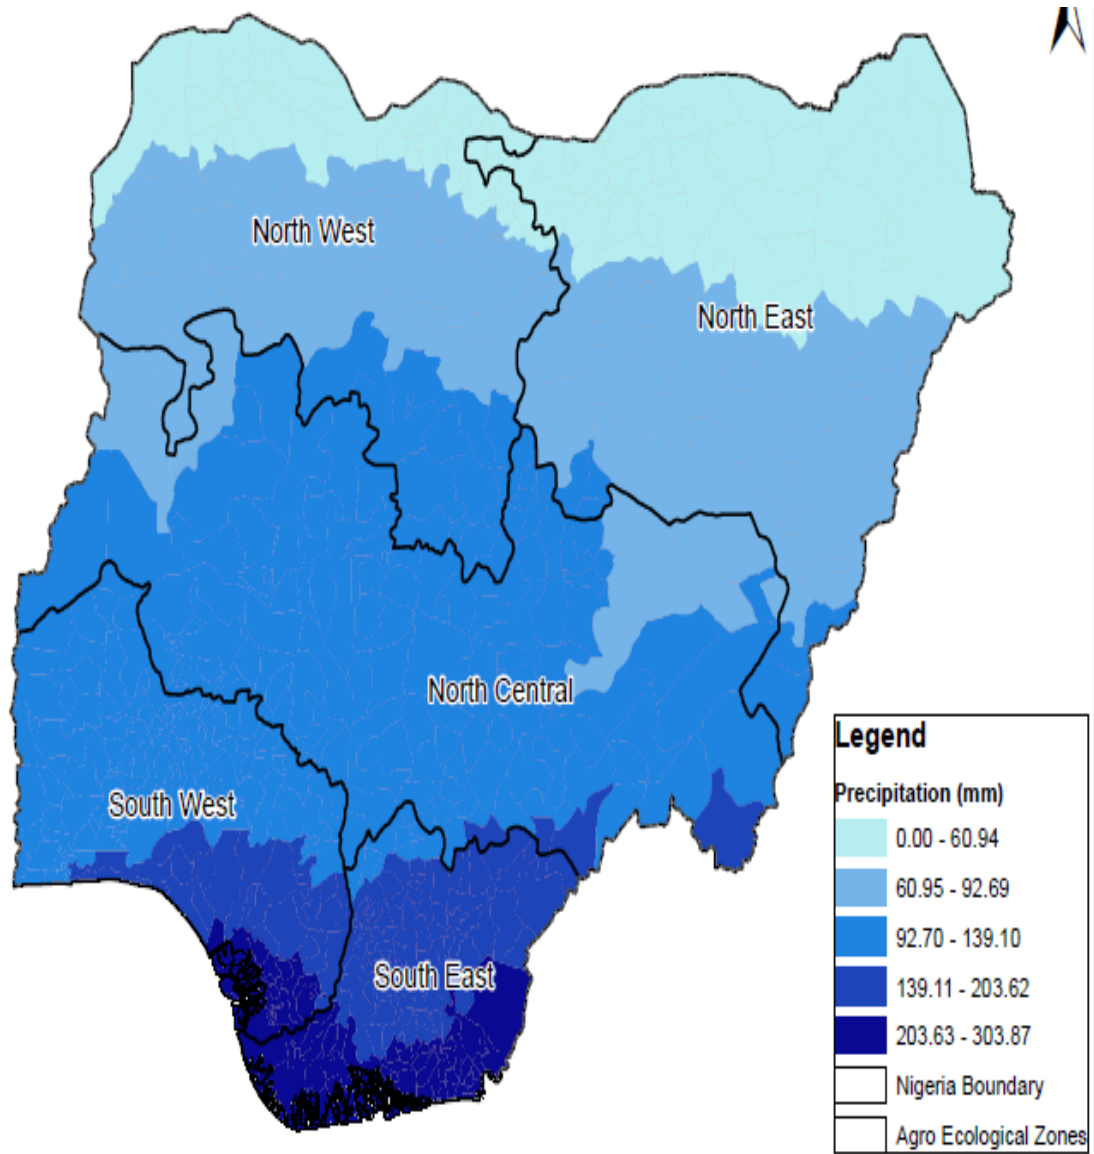 North West
North East
North Central
South West
South East
Legend
Precipitation (mm)
0.00 - 60.94
60.95 - 92.69
92.70 - 139.10
139.11 - 203.62
203.63 - 303.87
Nigeria Boundary
Agro Ecological Zones